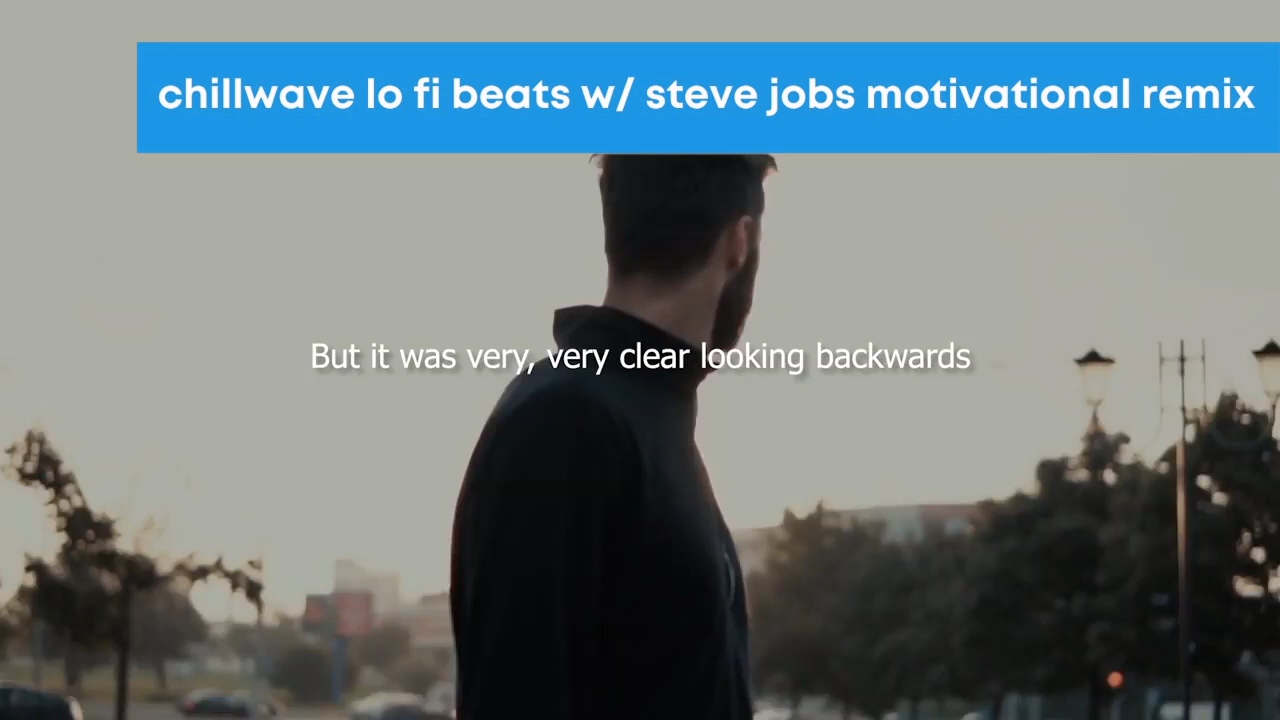 chillwave lo fi beats w/ steve jobs motivational remix
But it was very, very clear looking backwards